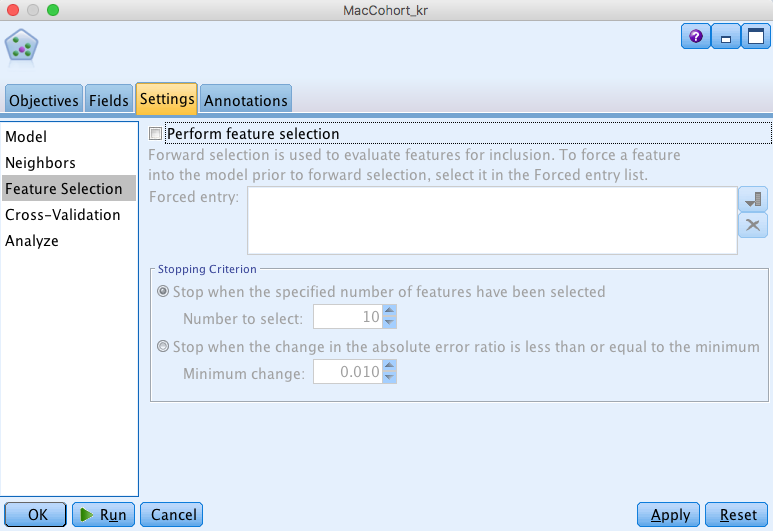 MacCohort_kr
?
Objectives Fields Settings Annotations
Model
Neighbors
Feature Selection
Cross-Validation
Analyze
Perform feature selection
Forward selection is used to evaluate features for inclusion. To force a feature
into the model prior to forward selection, select it in the Forced entry list.
Forced entry:
Stopping Criterion
Stop when the specified number of features have been selected
Number to select: 10
Stop when the change in the absolute error ratio is less than or equal to the minimum
Minimum change: 0.010
OK Run Cancel Apply Reset